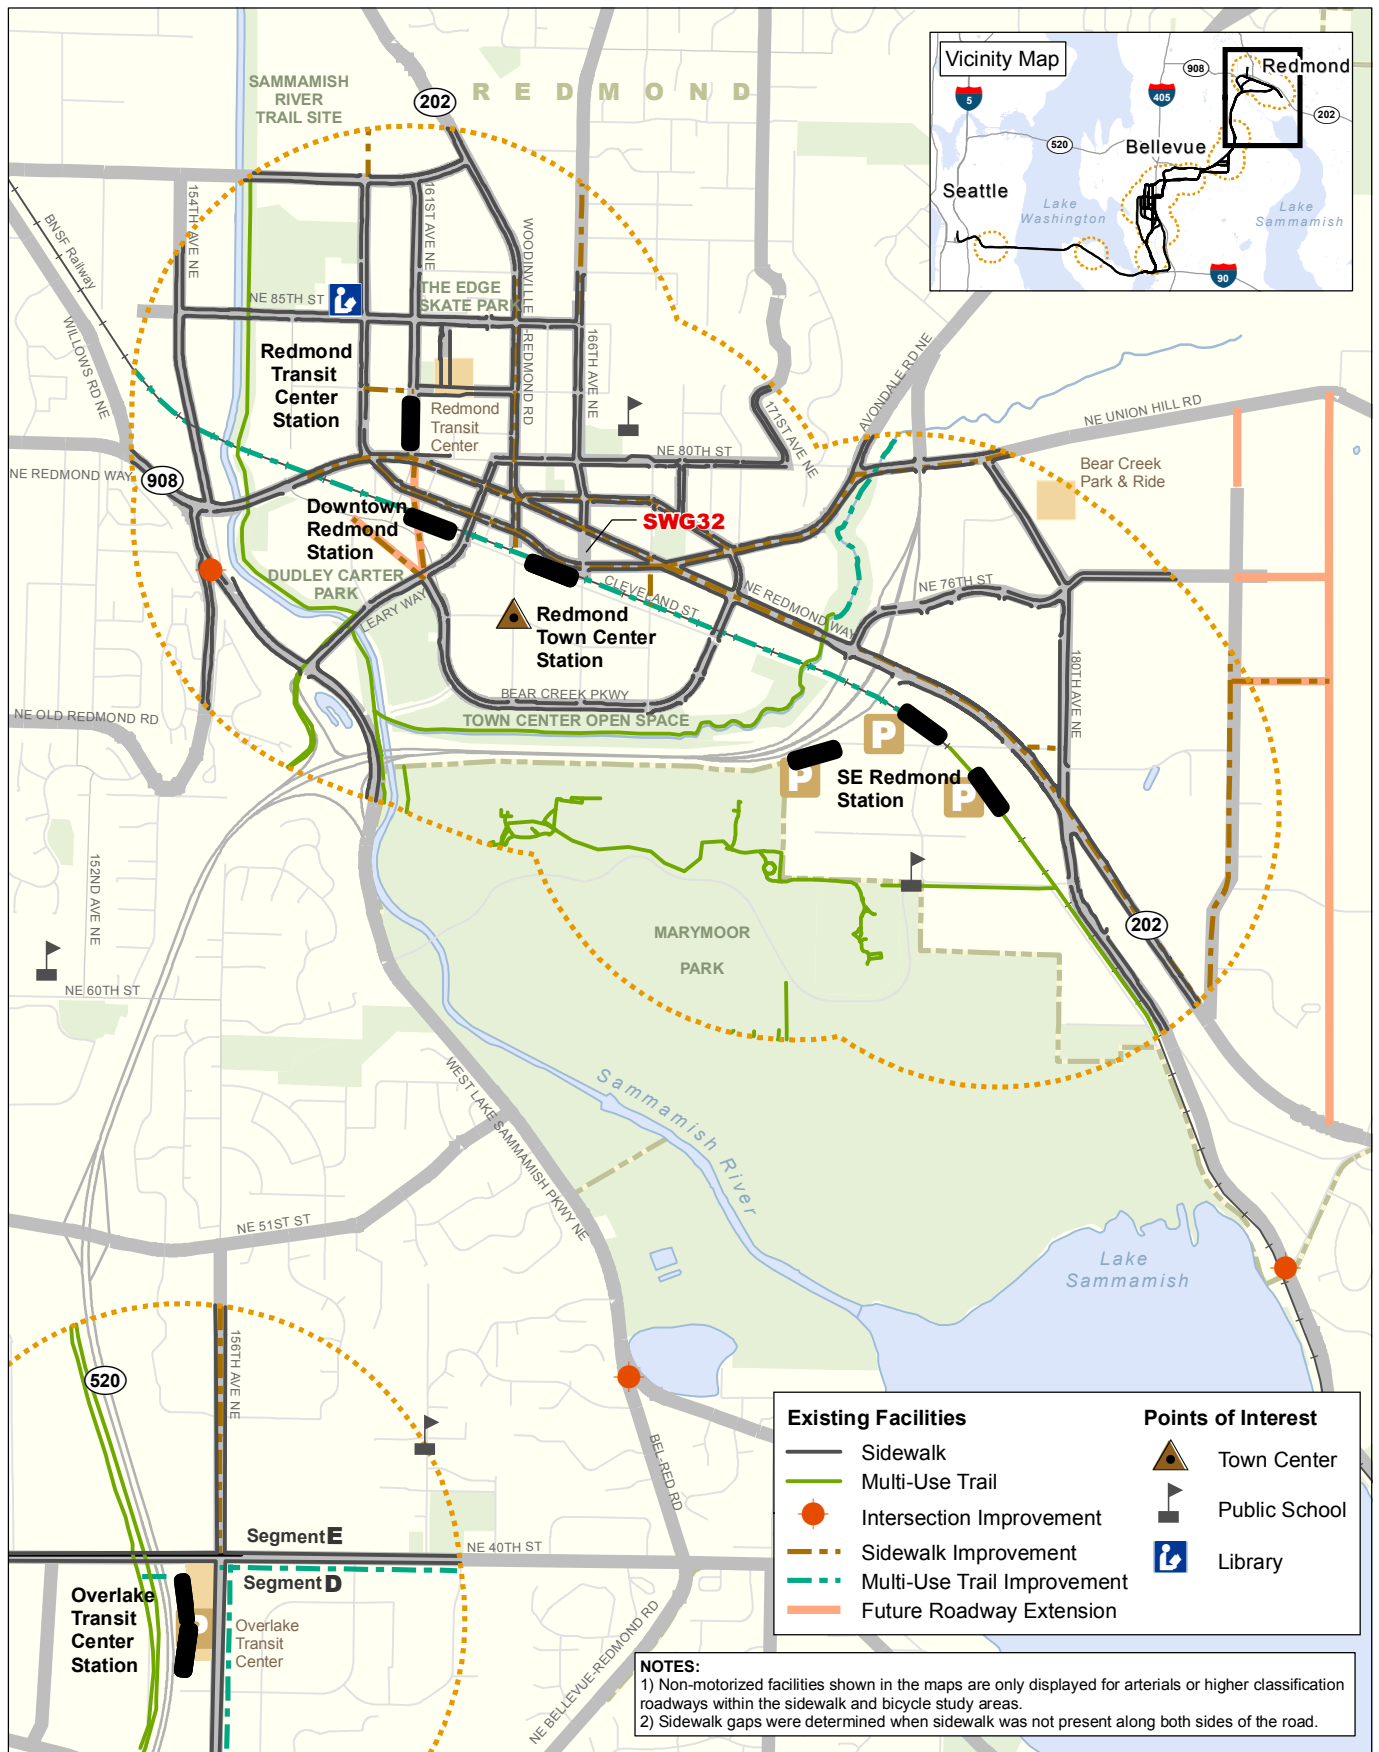 SAMMAMISH
RIVER
TRAIL SITE
REDMOND
202
Vicinity Map
5
405
908
Redmond
202
520
Bellevue
Seattle
Lake
Washington
Lake
Sammamish
90
BNSF Railway
WILLOWS RD NE
154TH AVE NE
161ST AVE NE
WOODINVILLE
-REDMOND RD
166TH AVE NE
NE 85TH ST
THE EDGE
SKATE PARK
Redmond
Transit
Center
Station
Redmond
Transit
Center
171ST AVE NE
AVONDALE RD NE
NE UNION HILL RD
NE 80TH ST
Bear Creek
Park & Ride
NE REDMOND WAY
908
Downtown
Redmond
Station
SWG32
DUDLEY CARTER
PARK
LEARY WAY
CLEVELAND ST
NE REDMOND WAY
NE 76TH ST
Redmond
Town Center
Station
180TH AVE NE
BEAR CREEK PKWY
NE OLD REDMOND RD
TOWN CENTER OPEN SPACE
P
P
P
SE Redmond
Station
152ND AVE NE
202
MARYMOOR
PARK
NE 60TH ST
WEST LAKE SAMMAMISH PKWY NE
Sammamish River
NE 51ST ST
Lake
Sammamish
156TH AVE NE
520
BEL-RED RD
Segment E
NE 40TH ST
Segment D
Overlake
Transit
Center
Station
P
Overlake
Transit
Center
NE BELLEVUE-REDMOND RD
Existing Facilities
Sidewalk
Multi-Use Trail
Intersection Improvement
Sidewalk Improvement
Multi-Use Trail Improvement
Future Roadway Extension
Points of Interest
Town Center
Public School
Library
NOTES:
1) Non-motorized facilities shown in the maps are only displayed for arterials or higher classification
roadways within the sidewalk and bicycle study areas.
2) Sidewalk gaps were determined when sidewalk was not present along both sides of the road.